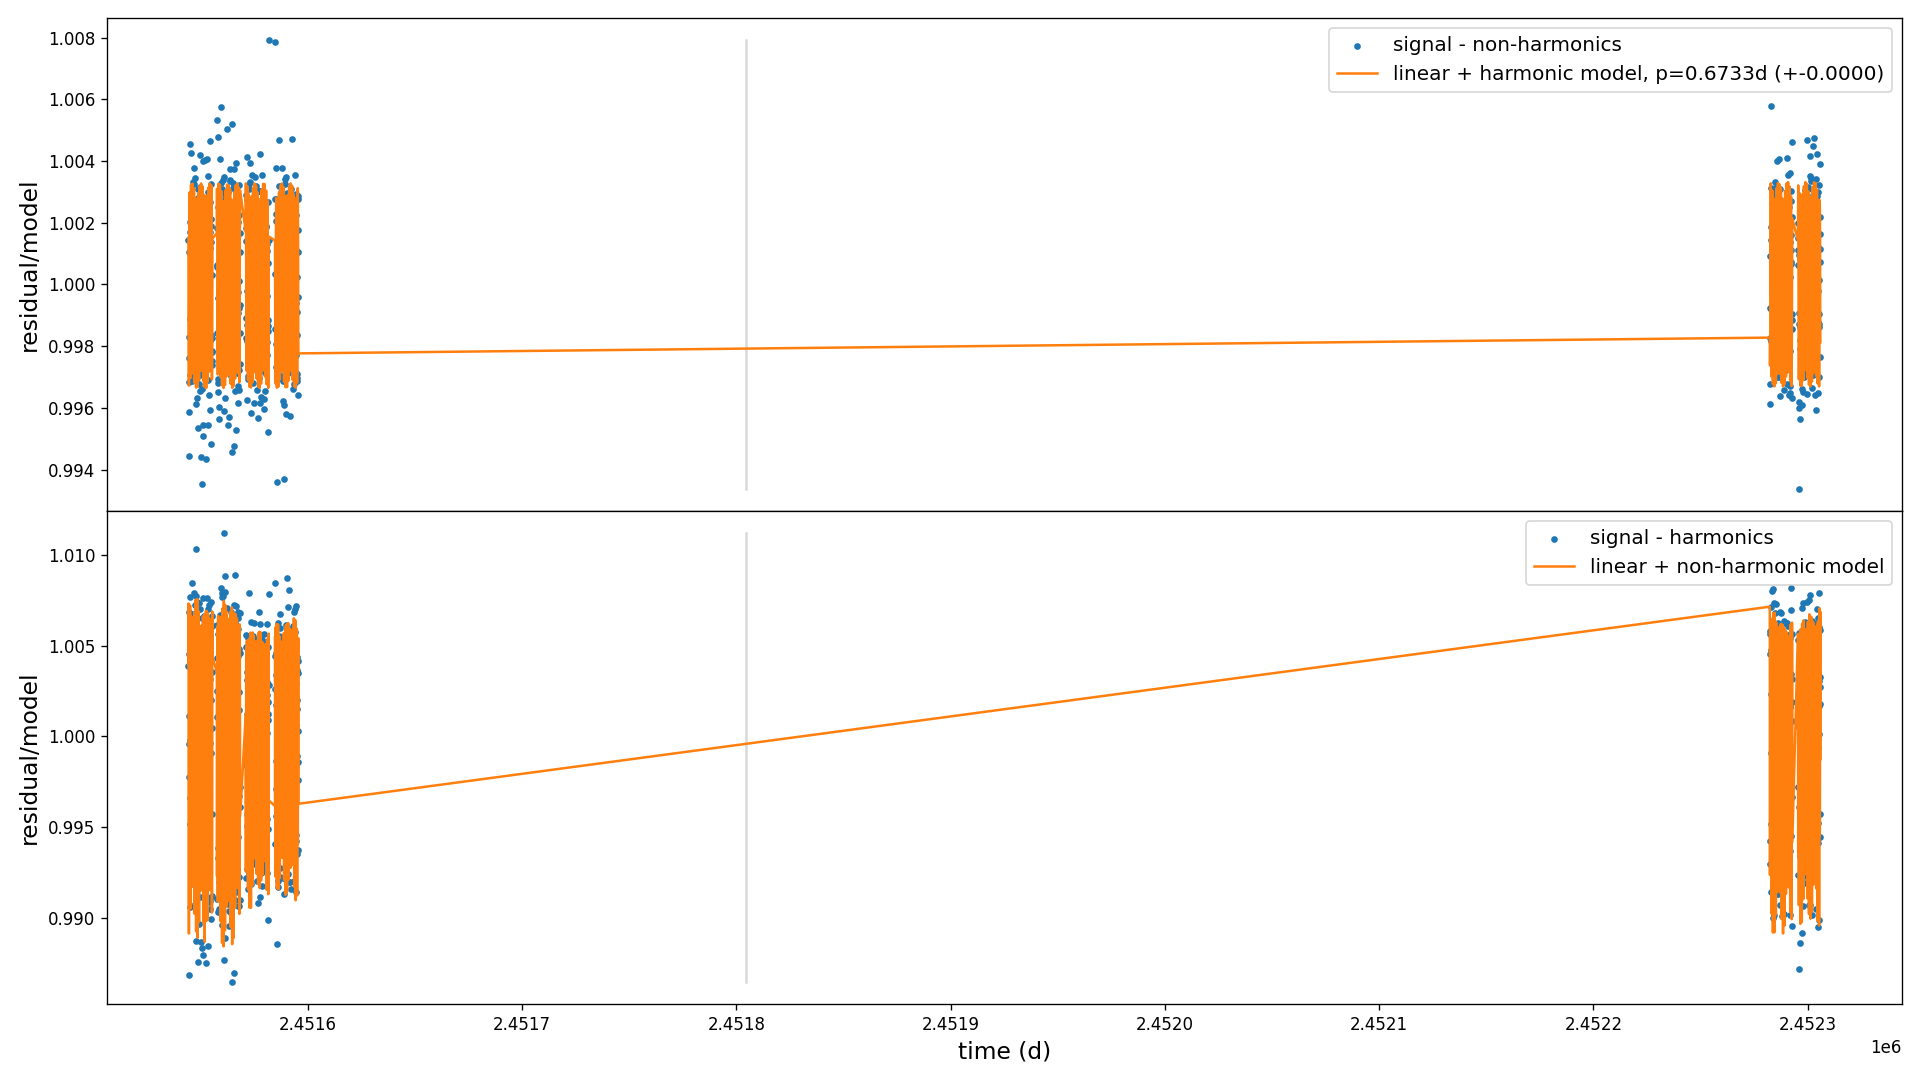 1.008
1.006
1.004
1.002
1.000
0.998
0.996
0.994
residual/model
signal - non-harmonics
linear + harmonic model, p=0.6733d (+-0.0000)
1.010
1.005
1.000
0.995
0.990
residual/model
signal - harmonics
linear + non-harmonic model
2.4516 2.4517 2.4518 2.4519 2.4520 2.4521 2.4522 2.4523
1e6
time (d)